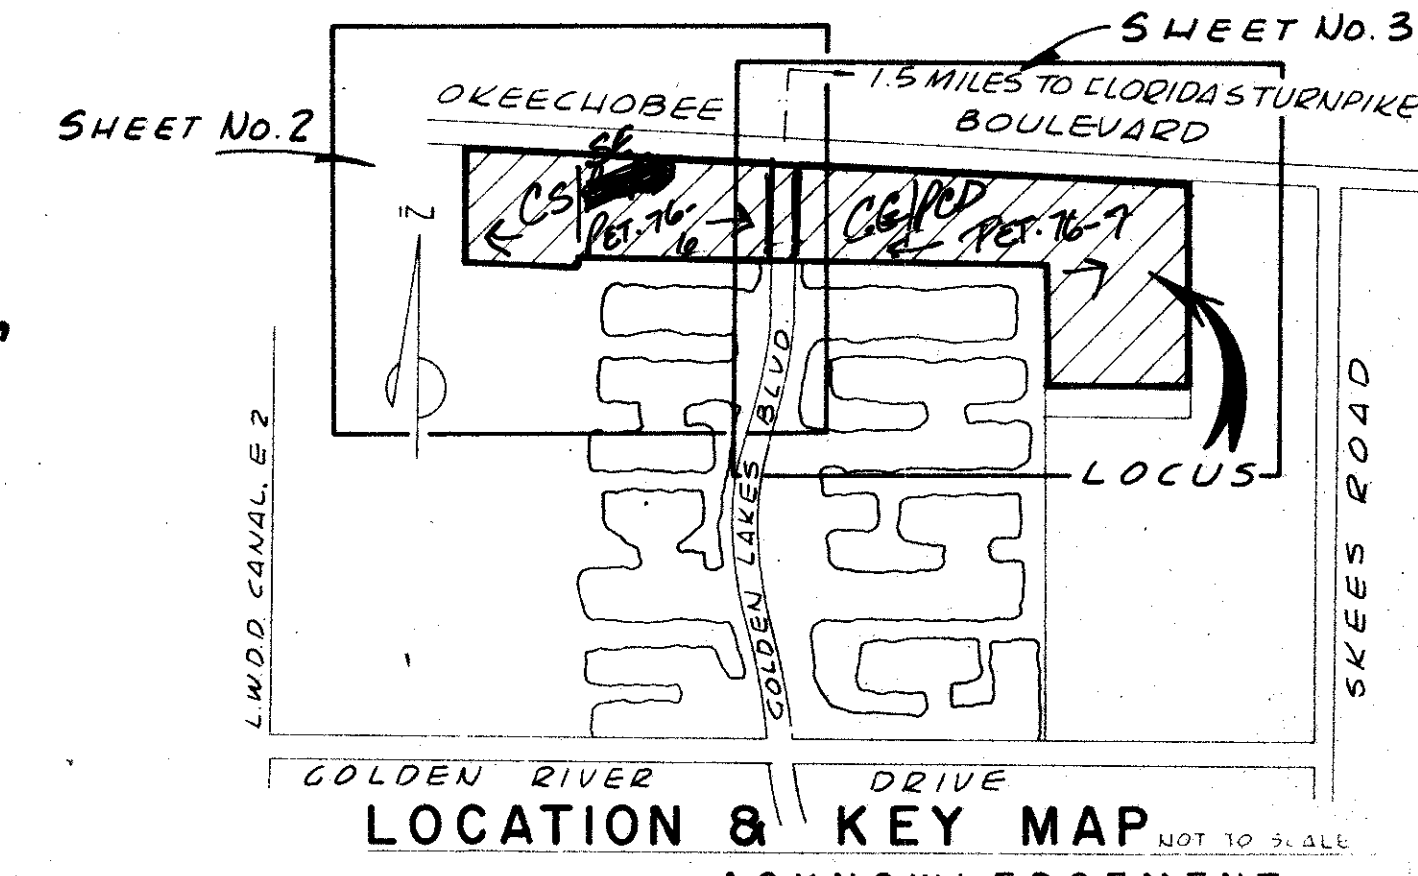 SHEET No. 3
1.5 MILES TO FLORIDAS TURNPIKE
OKEECHOBEE
BOULEVARD
SHEET No. 2
CS
PET. 76-
6
CG/PCD
PET. 76-7
N
GOLDEN LAKES BLVD.
L.W.D.D. CANAL. E 2
LOCUS
SKEES ROAD
GOLDEN RIVER DRIVE
LOCATION & KEY MAP
NOT TO SCALE